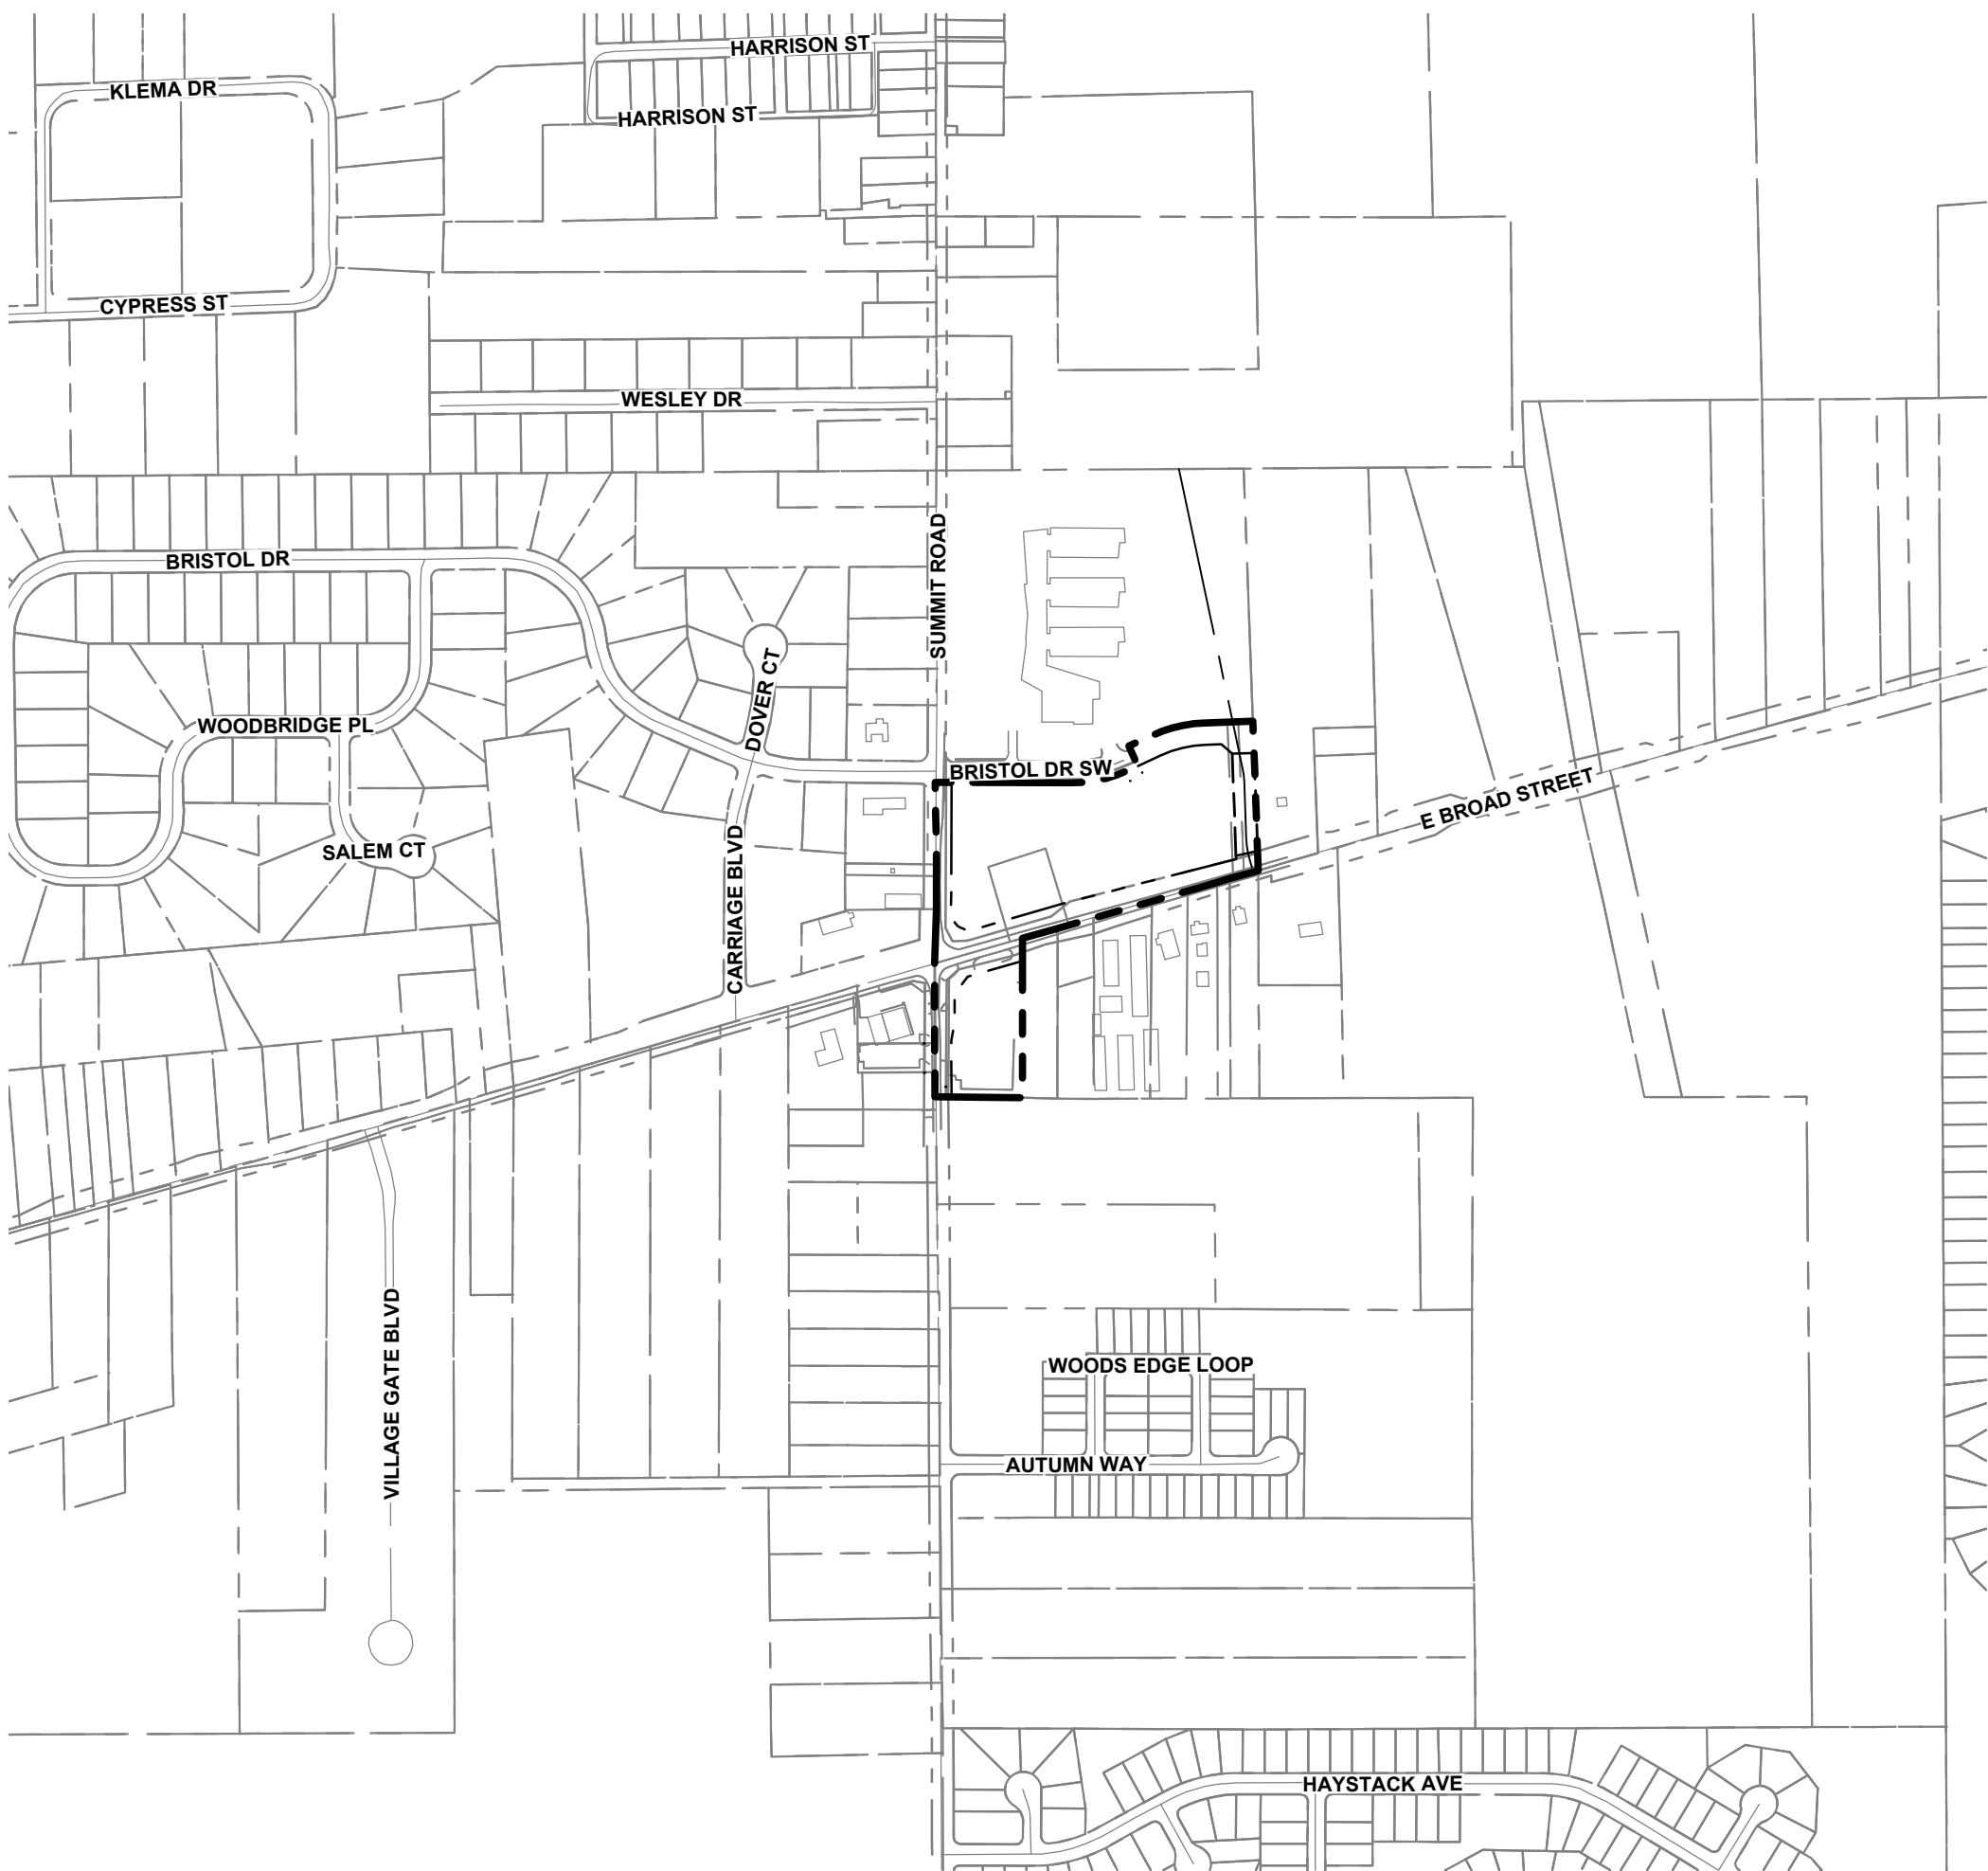 HARRISON ST
KLEMA DR
HARRISON ST
CYPRESS ST
WESLEY DR
SUMMIT ROAD
BRISTOL DR
DOVER CT
WOODBRIDGE PL
BRISTOL DR SW
E BROAD STREET
SALEM CT
CARRIAGE BLVD
VILLAGE GATE BLVD
WOODS EDGE LOOP
AUTUMN WAY
HAYSTACK AVE